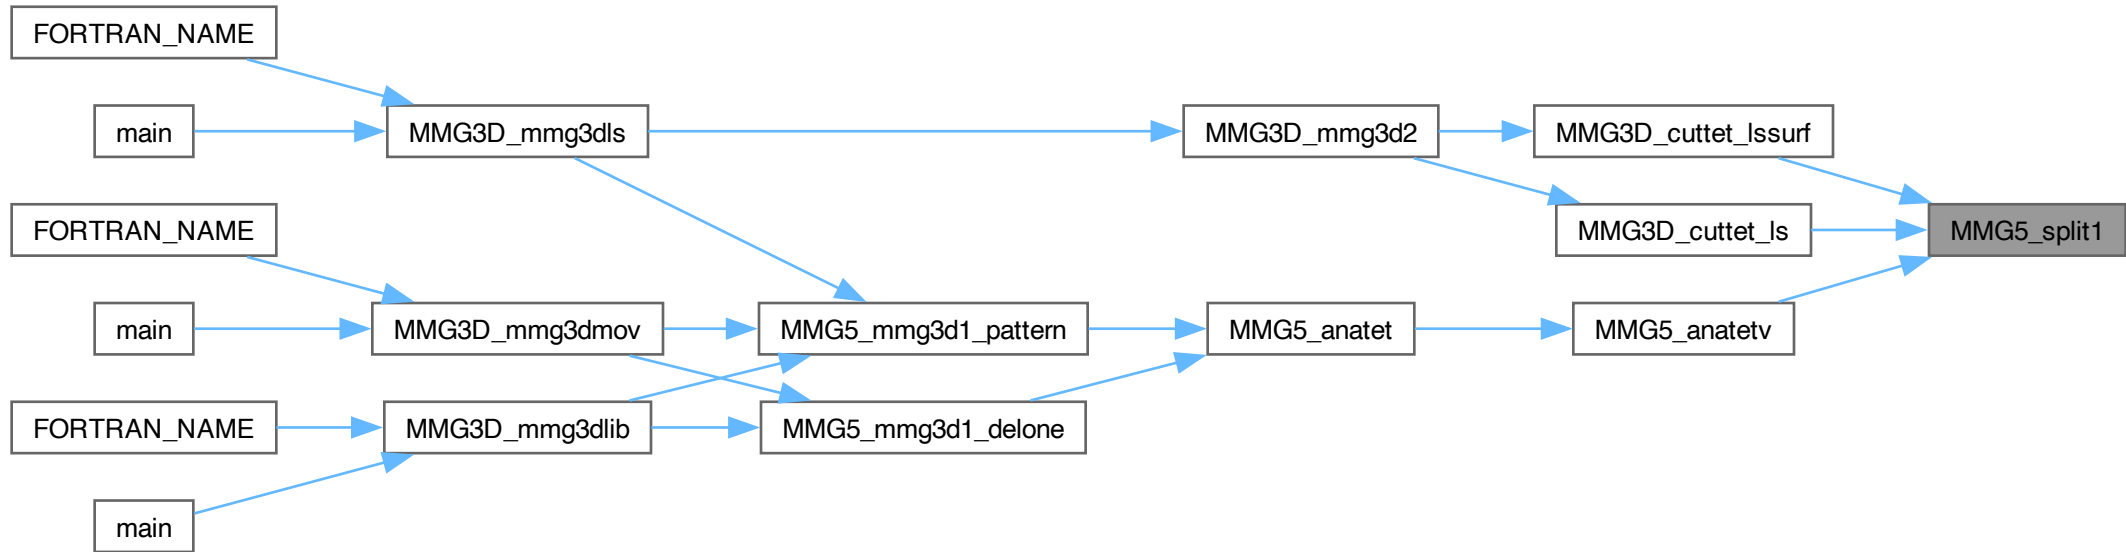 FORTRAN_NAME
main
MMG3D_mmg3dls
MMG3D_mmg3d2
MMG3D_cuttet_lssurf
FORTRAN_NAME
MMG3D_cuttet_ls
MMG5_split1
main
MMG3D_mmg3dmov
MMG5_mmg3d1_pattern
MMG5_anatet
MMG5_anatetv
FORTRAN_NAME
MMG3D_mmg3dlib
MMG5_mmg3d1_delone
main